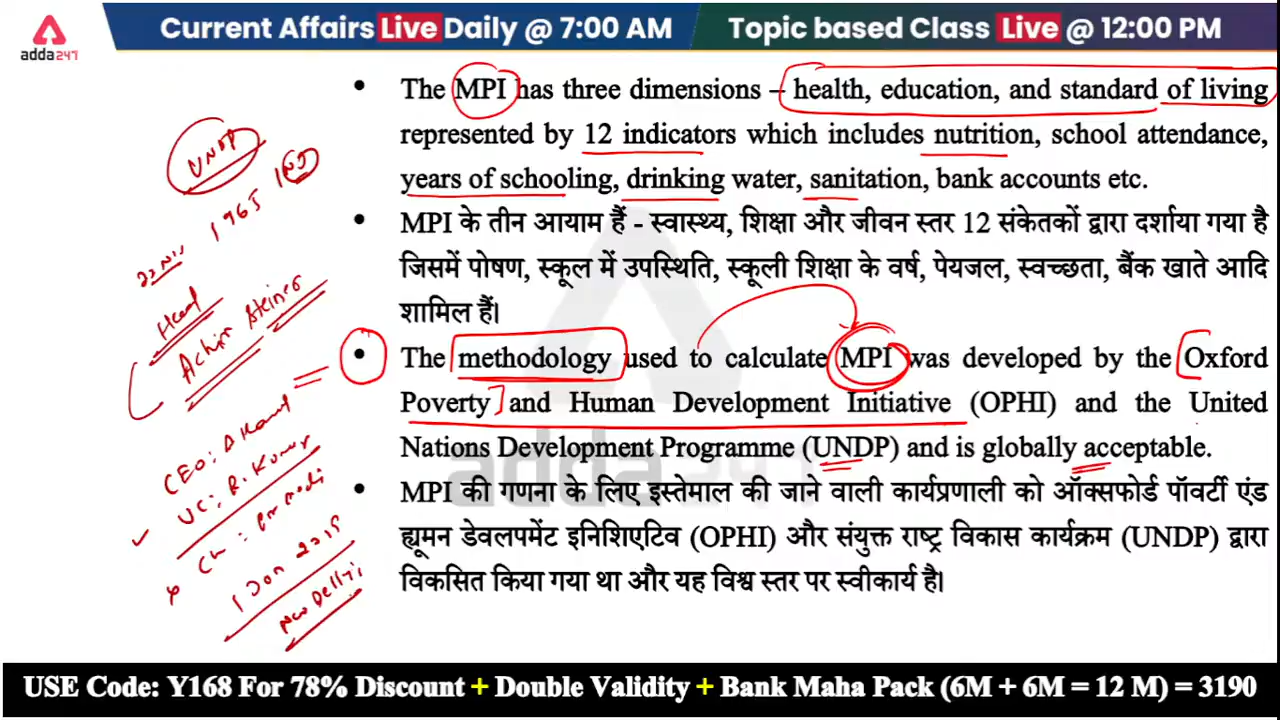 Current Affairs Live Daily @ 7:00 AM
Topic based Class Live @ 12:00 PM
adda247
The MPI has three dimensions – health, education, and standard of living
represented by 12 indicators which includes nutrition, school attendance,
years of schooling, drinking water, sanitation, bank accounts etc.
MPI के तीन आयाम हैं - स्वास्थ्य, शिक्षा और जीवन स्तर 12 संकेतकों द्वारा दर्शाया गया है
जिसमें पोषण, स्कूल में उपस्थिति, स्कूली शिक्षा के वर्ष, पेयजल, स्वच्छता, बैंक खाते आदि
शामिल हैं।
The methodology used to calculate MPI was developed by the Oxford
Poverty and Human Development Initiative (OPHI) and the United
Nations Development Programme (UNDP) and is globally acceptable.
MPI की गणना के लिए इस्तेमाल की जाने वाली कार्यप्रणाली को ऑक्सफोर्ड पॉवर्टी एंड
ह्यूमन डेवलपमेंट इनिशिएटिव (OPHI) और संयुक्त राष्ट्र विकास कार्यक्रम (UNDP) द्वारा
विकसित किया गया था और यह विश्व स्तर पर स्वीकार्य है।
UNDP
22 Nov 1965
Head
Achim Steiner
CEO:
VC: R. Kumar
Ch: Modi
New Delhi
adda247
USE Code: Y168 For 78% Discount + Double Validity + Bank Maha Pack (6M + 6M = 12 M) = 3190